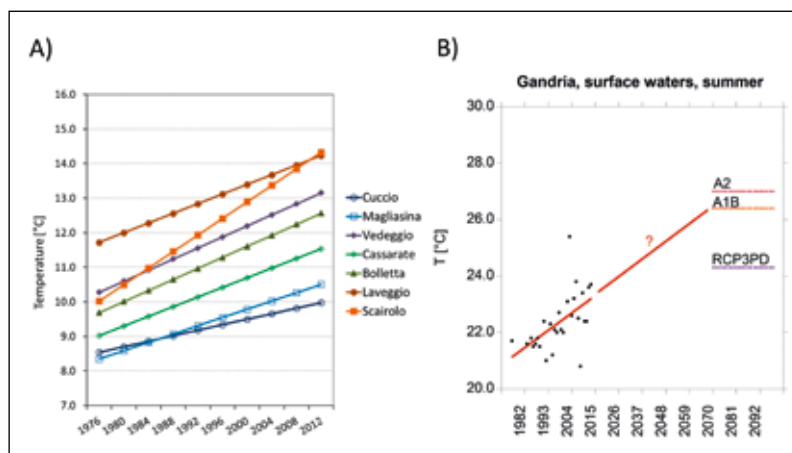 A)
16.0
15.0
14.0
13.0
12.0
11.0
10.0
9.0
8.0
7.0
Temperature [°C]
1976 1980 1984 1988 1992 1996 2000 2004 2008 2012
Cuccio
Magliasina
Vedeggio
Cassarate
Bolletta
Laveggio
Scairolo
B)
Gandria, surface waters, summer
30.0
28.0
26.0
24.0
22.0
20.0
T [°C]
A2
A1B
RCP3PD
?
1982 1993 2004 2015 2026 2037 2048 2059 2070 2081 2092